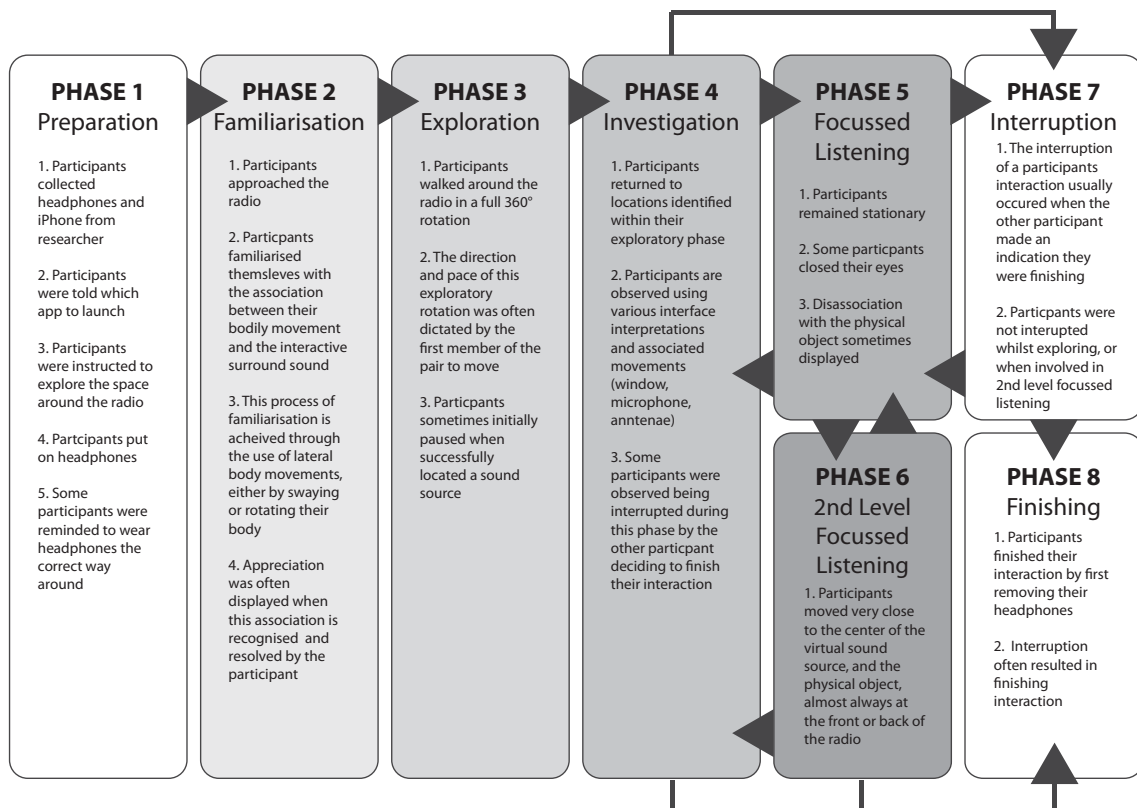 PHASE 1
Preparation
1. Participants
collected
headphones and
iPhone from
researcher
2. Participants
were told which
app to launch
3. Participants
were instructed to
explore the space
around the radio
4. Partcipants put
on headphones
5. Some
participants were
reminded to wear
headphones the
correct way
around
PHASE 2
Familiarisation
1. Participants
approached the
radio
2. Particpants
familiarised
themsleves with
the association
between their
bodily movement
and the interactive
surround sound
3. This process of
familiarisation is
acheived through
the use of lateral
body movements,
either by swaying
or rotating their
body
4. Appreciation
was often
displayed when
this association is
recognised and
resolved by the
participant
PHASE 3
Exploration
1. Participants
walked around the
radio in a full 360°
rotation
2. The direction
and pace of this
exploratory
rotation was often
dictated by the
first member of the
pair to move
3. Partcipants
sometimes initially
paused when
successfully
located a sound
source
PHASE 4
Investigation
1. Participants
returned to
locations identified
within their
exploratory phase
2. Participants are
observed using
various interface
interpretations
and associated
movements
(window,
microphone,
anntenae)
3. Some
participants were
observed being
interrupted during
this phase by the
other particpant
deciding to finish
their interaction
PHASE 5
Focussed
Listening
1. Participants
remained stationary
2. Some particpants
closed their eyes
3. Disassociation
with the physical
object sometimes
displayed
PHASE 6
2nd Level
Focussed
Listening
1. Participants
moved very close
to the center of the
virtual sound
source, and the
physical object,
almost always at
the front or back of
the radio
PHASE 7
Interruption
1. The interruption
of a participants
interaction usually
occured when the
other participant
made an
indication they
were finishing
2. Particpants were
not interupted
whilst exploring, or
when involved in
2nd level focussed
listening
PHASE 8
Finishing
1. Participants
finished their
interaction by first
removing their
headphones
2. Interruption
often resulted in
finishing
interaction